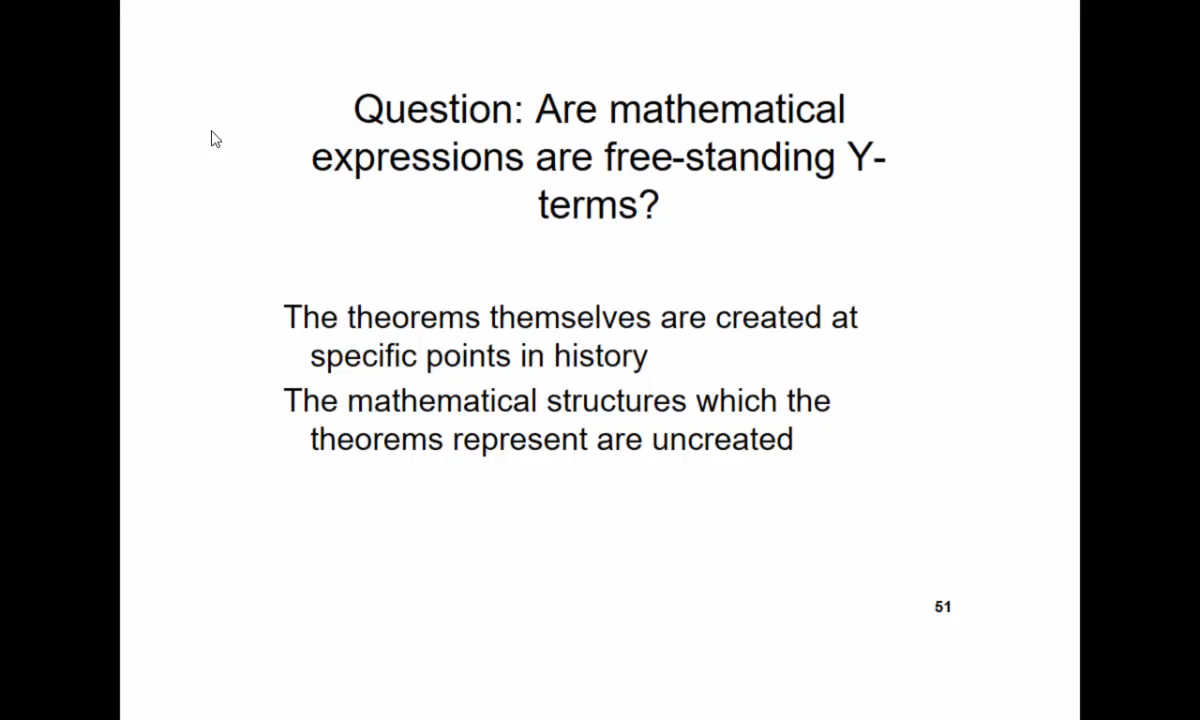 Question: Are mathematical
expressions are free-standing Y-
terms?
The theorems themselves are created at
specific points in history
The mathematical structures which the
theorems represent are uncreated
51